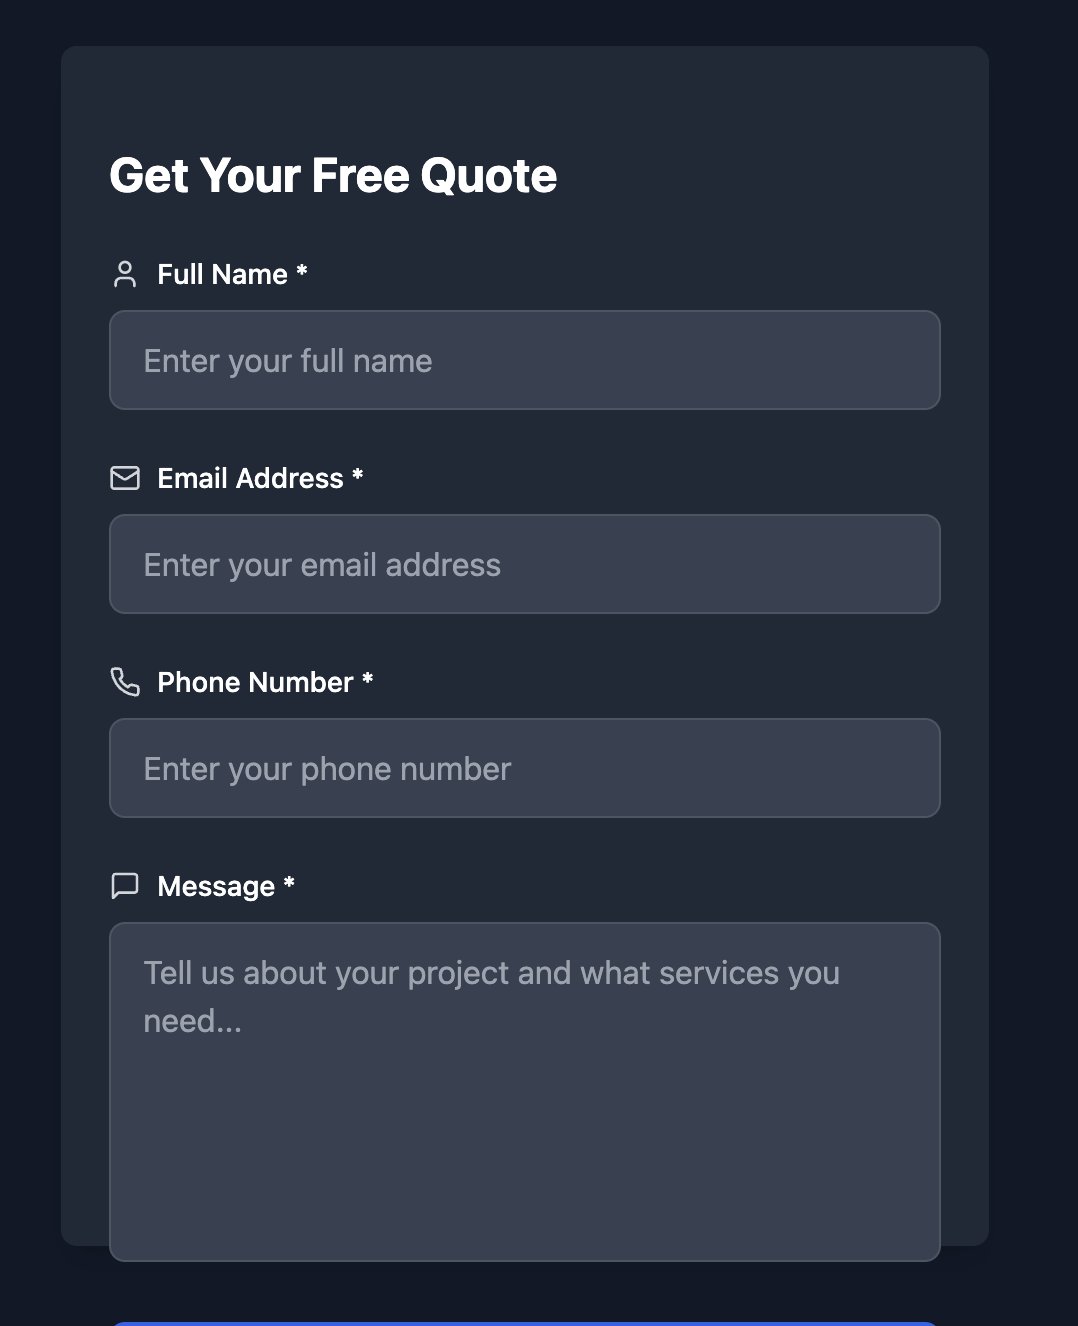 Get Your Free Quote
Full Name *
Enter your full name
Email Address *
Enter your email address
Phone Number *
Enter your phone number
Message *
Tell us about your project and what services you
need...